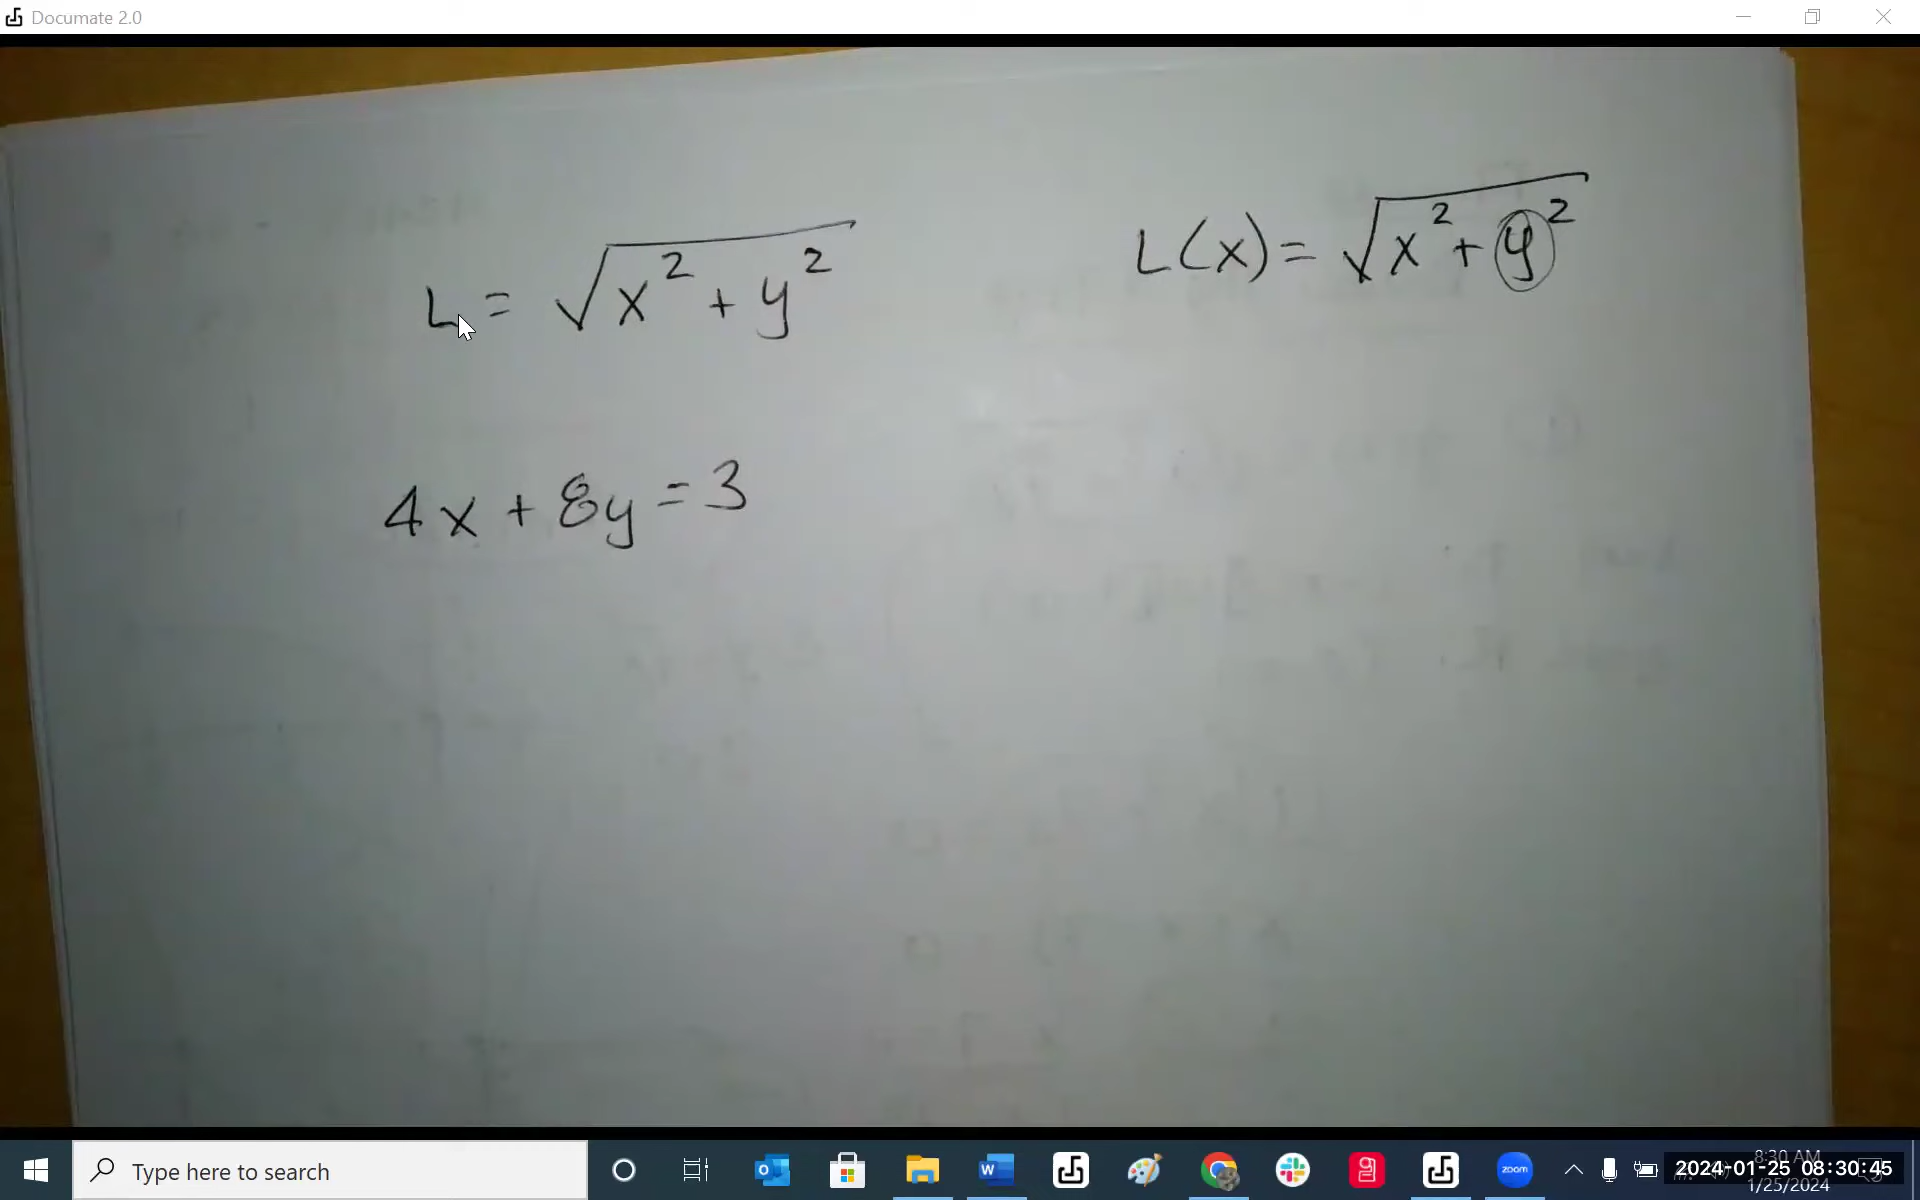 Documate 2.0
L = √x² + y²
L(x) = √x² + y²
4x + 8y = 3
Type here to search
zoom
8:30 AM
2024-01-25 08:30:45
1/25/2024